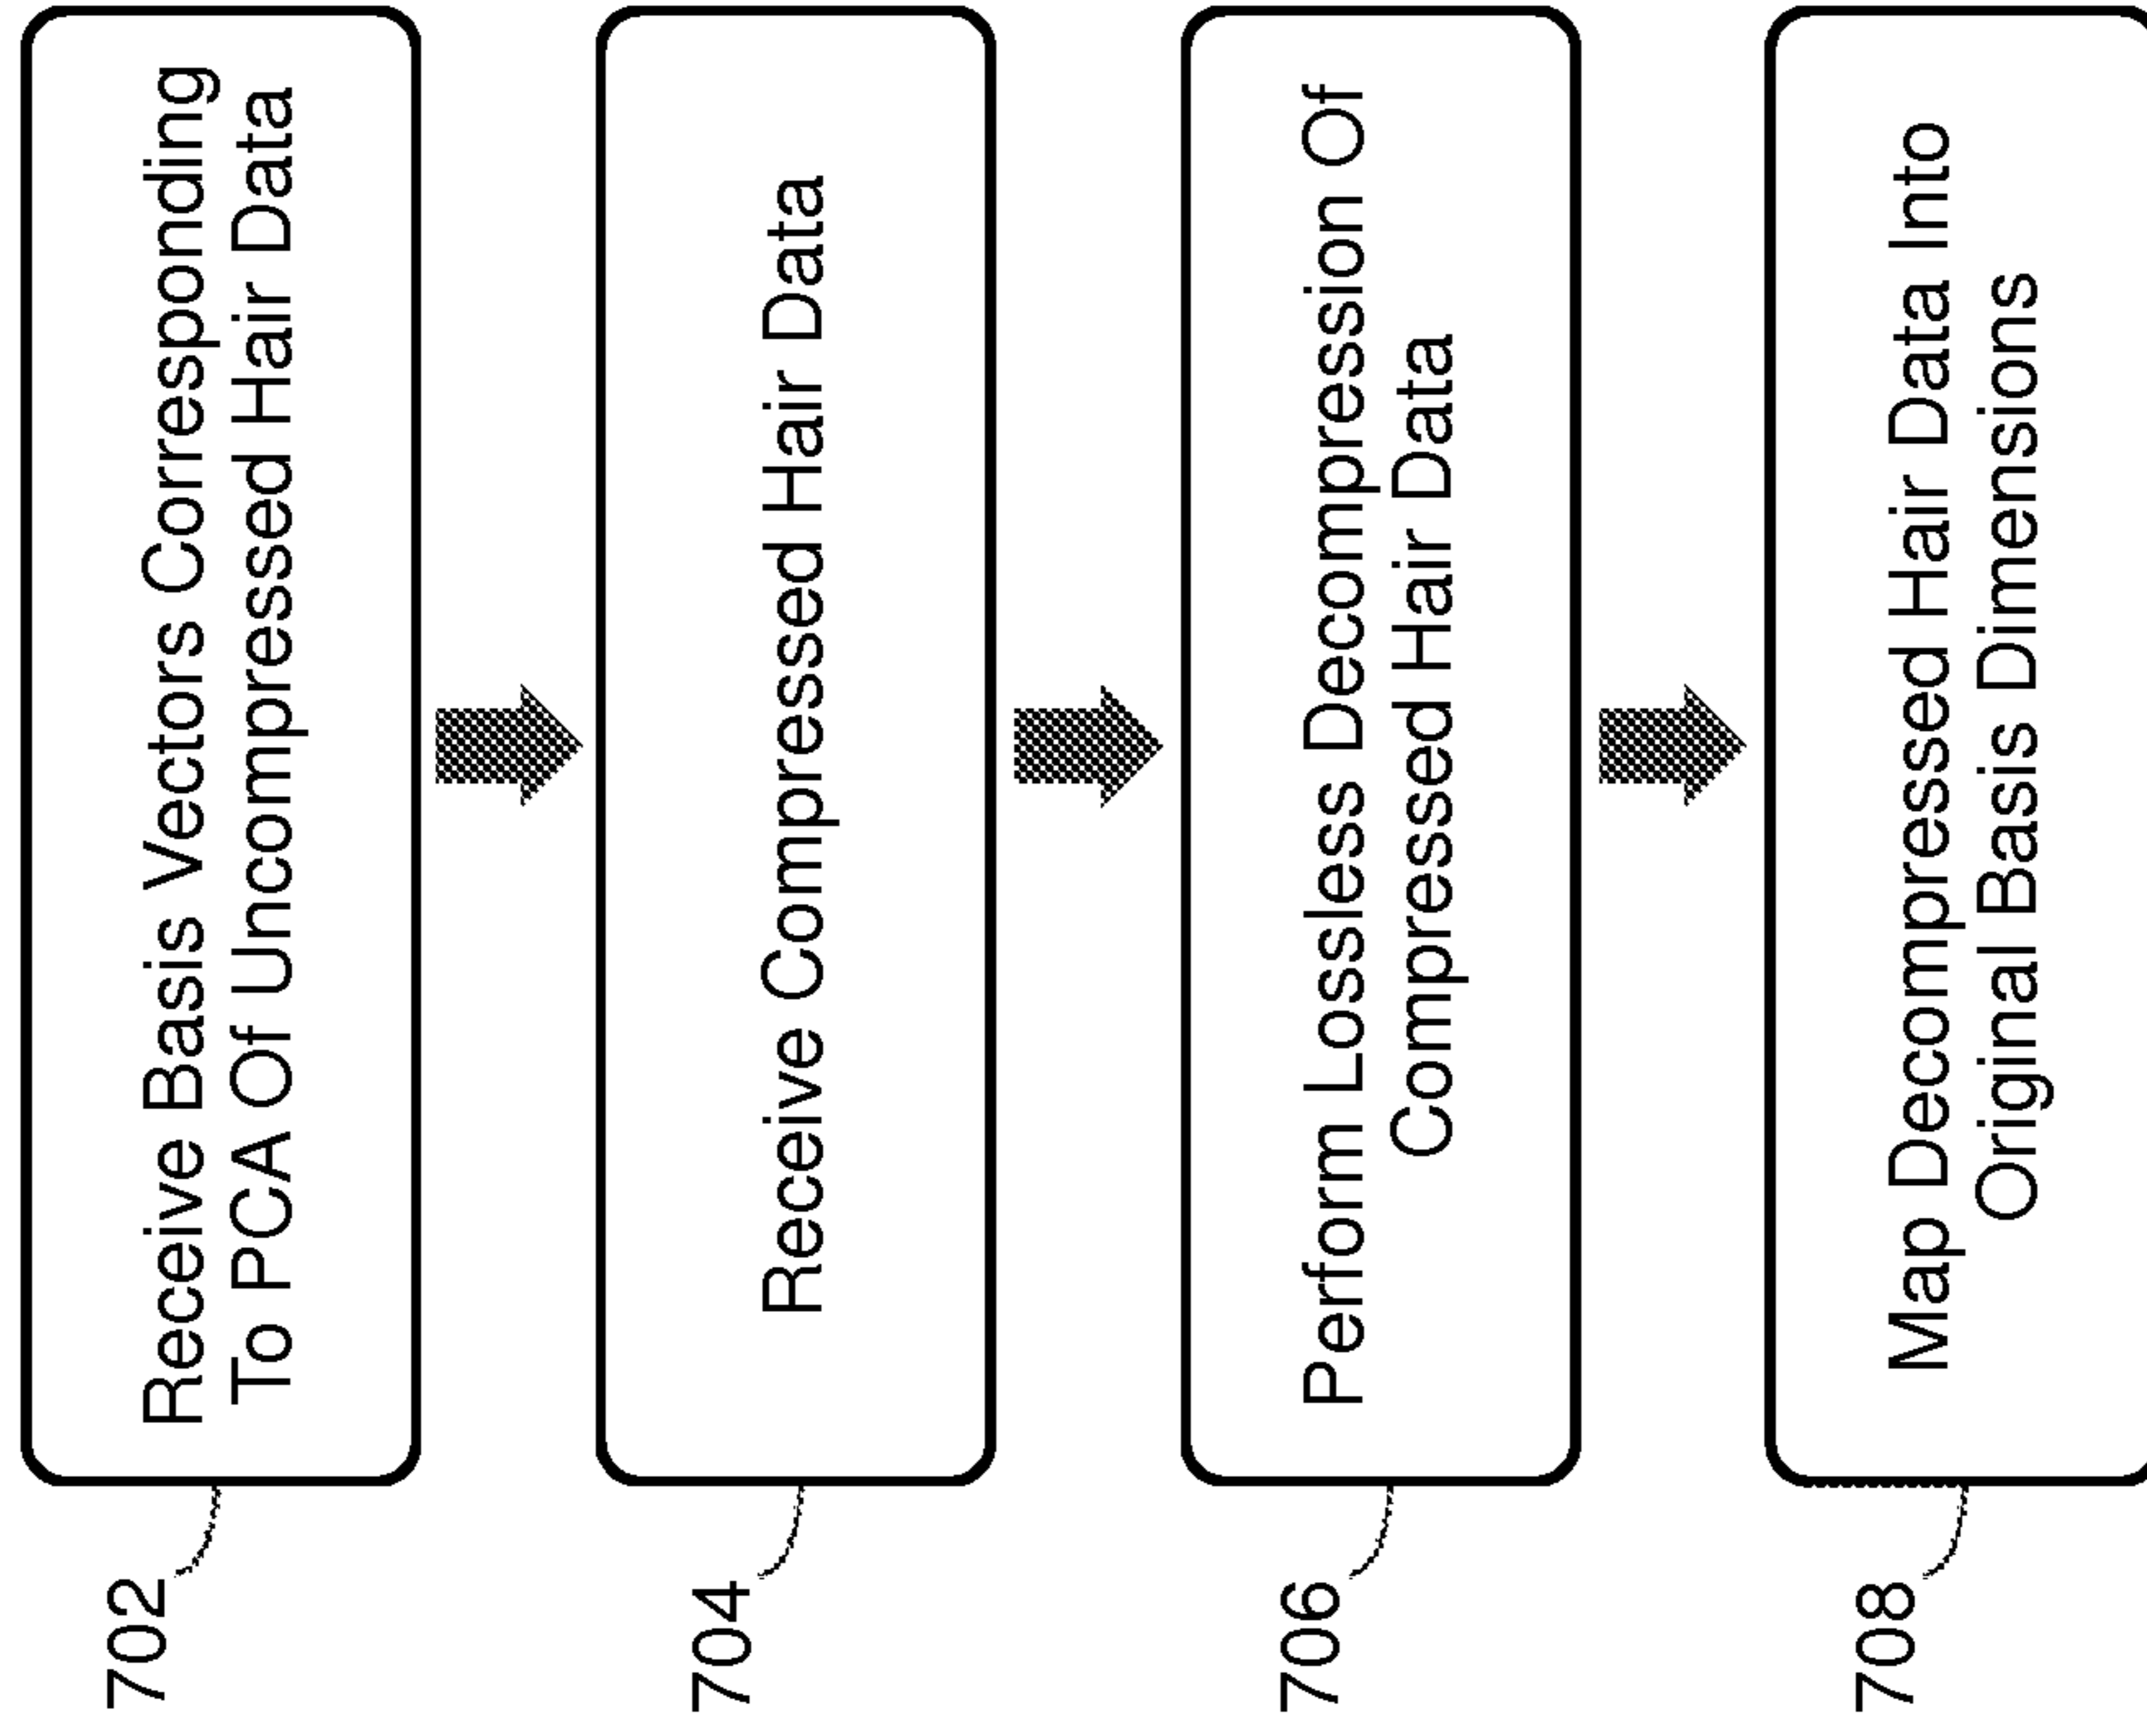 702
Receive Basis Vectors Corresponding
To PCA Of Uncompressed Hair Data
704
Receive Compressed Hair Data
706
Perform Lossless Decompression Of
Compressed Hair Data
708
Map Decompressed Hair Data Into
Original Basis Dimensions